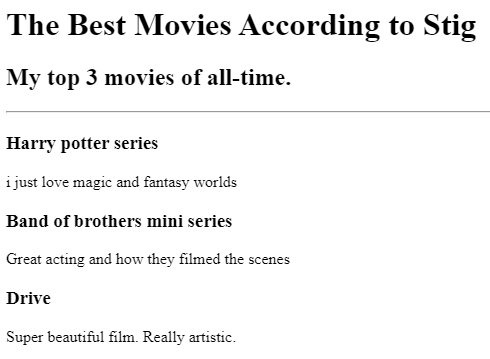 The Best Movies According to Stig
My top 3 movies of all-time.
Harry potter series
i just love magic and fantasy worlds
Band of brothers mini series
Great acting and how they filmed the scenes
Drive
Super beautiful film. Really artistic.